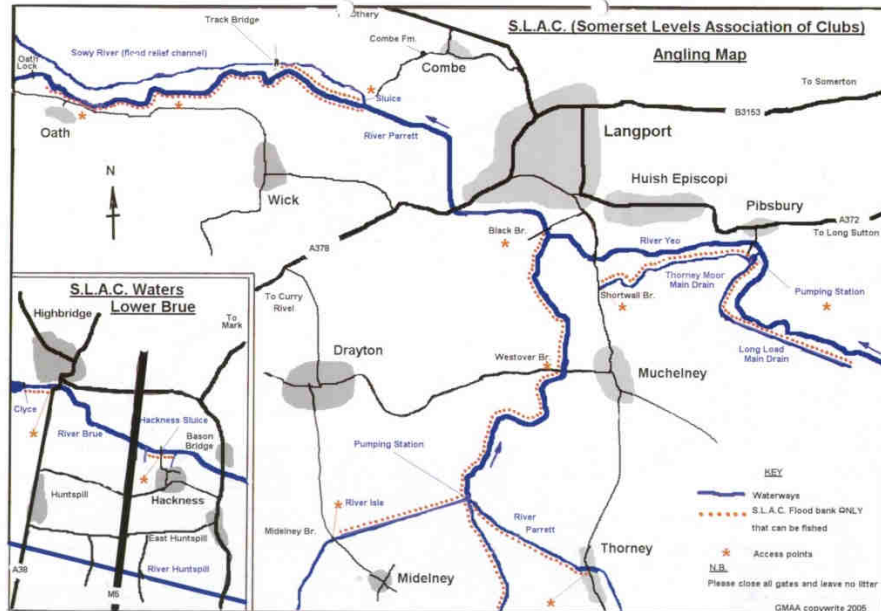 S.L.A.C. (Somerset Levels Association of Clubs)
Angling Map
Track Bridge
Othery
Combe Fm.
Combe
Sowy River (flood relief channel)
Oath
Lock
Sluice
Oath
River Parrett
To Somerton
B3153
Langport
Huish Episcopi
Pibsbury
N
Wick
A372
To Long Sutton
Black Br.
River Yeo
A378
Thorney Moor
Main Drain
Pumping Station
Shortwall Br.
To Curry
Rivel
Long Load
Main Drain
Drayton
Westover Br.
Muchelney
Pumping Station
River Isle
Midelney Br.
River
Parrett
Midelney
Thorney
S.L.A.C. Waters
Lower Brue
Highbridge
To
Mark
Clyce
Hackness Sluice
River Brue
Bason
Bridge
Huntspill
Hackness
East Huntspill
A38
River Huntspill
M5
KEY
Waterways
S.L.A.C. Flood bank ONLY
that can be fished
Access points
N.B.
Please close all gates and leave no litter
GMAA copywrite 2005